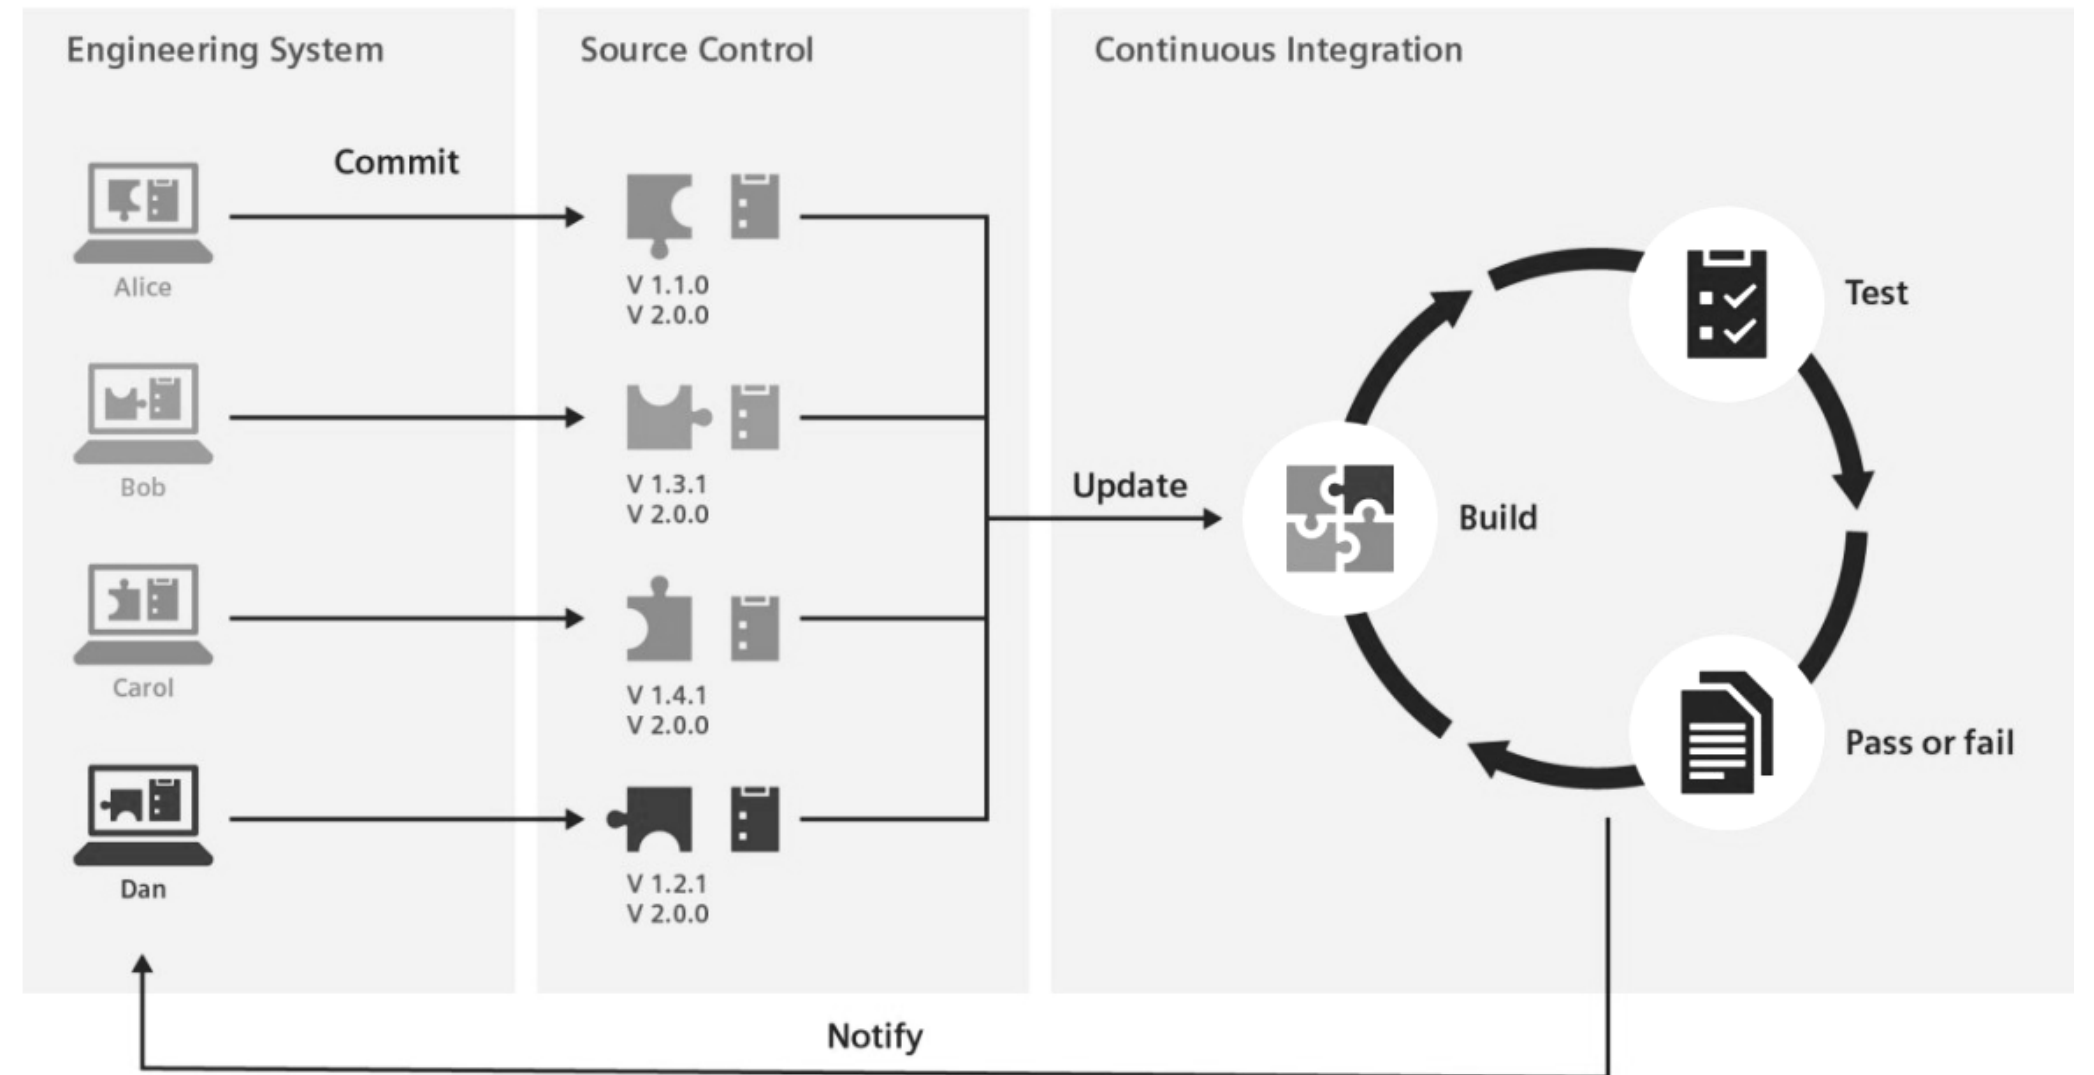 Engineering System
Source Control
Continuous Integration
Commit
Alice
V 1.1.0
V 2.0.0
Bob
V 1.3.1
V 2.0.0
Carol
V 1.4.1
V 2.0.0
Dan
V 1.2.1
V 2.0.0
Update
Build
Test
Pass or fail
Notify